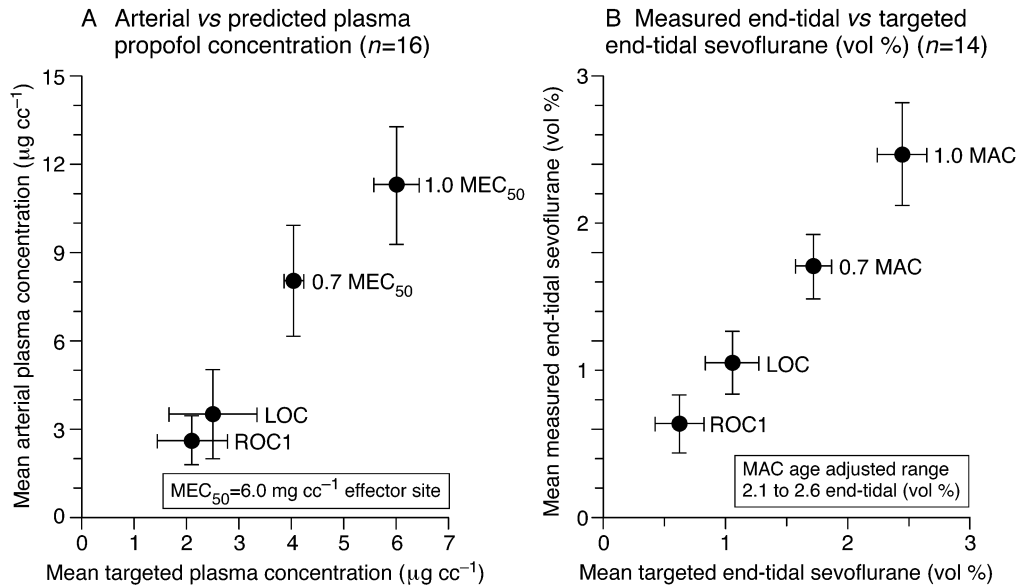 A Arterial vs predicted plasma
propofol concentration (n=16)
Mean arterial plasma concentration (µg cc⁻¹)
15
12
9
6
3
0
1.0 MEC₅₀
0.7 MEC₅₀
LOC
ROC1
MEC₅₀=6.0 mg cc⁻¹ effector site
0 1 2 3 4 5 6 7
Mean targeted plasma concentration (µg cc⁻¹)
B Measured end-tidal vs targeted
end-tidal sevoflurane (vol %) (n=14)
Mean measured end-tidal sevoflurane (vol %)
3
2
1
0
1.0 MAC
0.7 MAC
LOC
ROC1
MAC age adjusted range
2.1 to 2.6 end-tidal (vol %)
0 1 2 3
Mean targeted end-tidal sevoflurane (vol %)